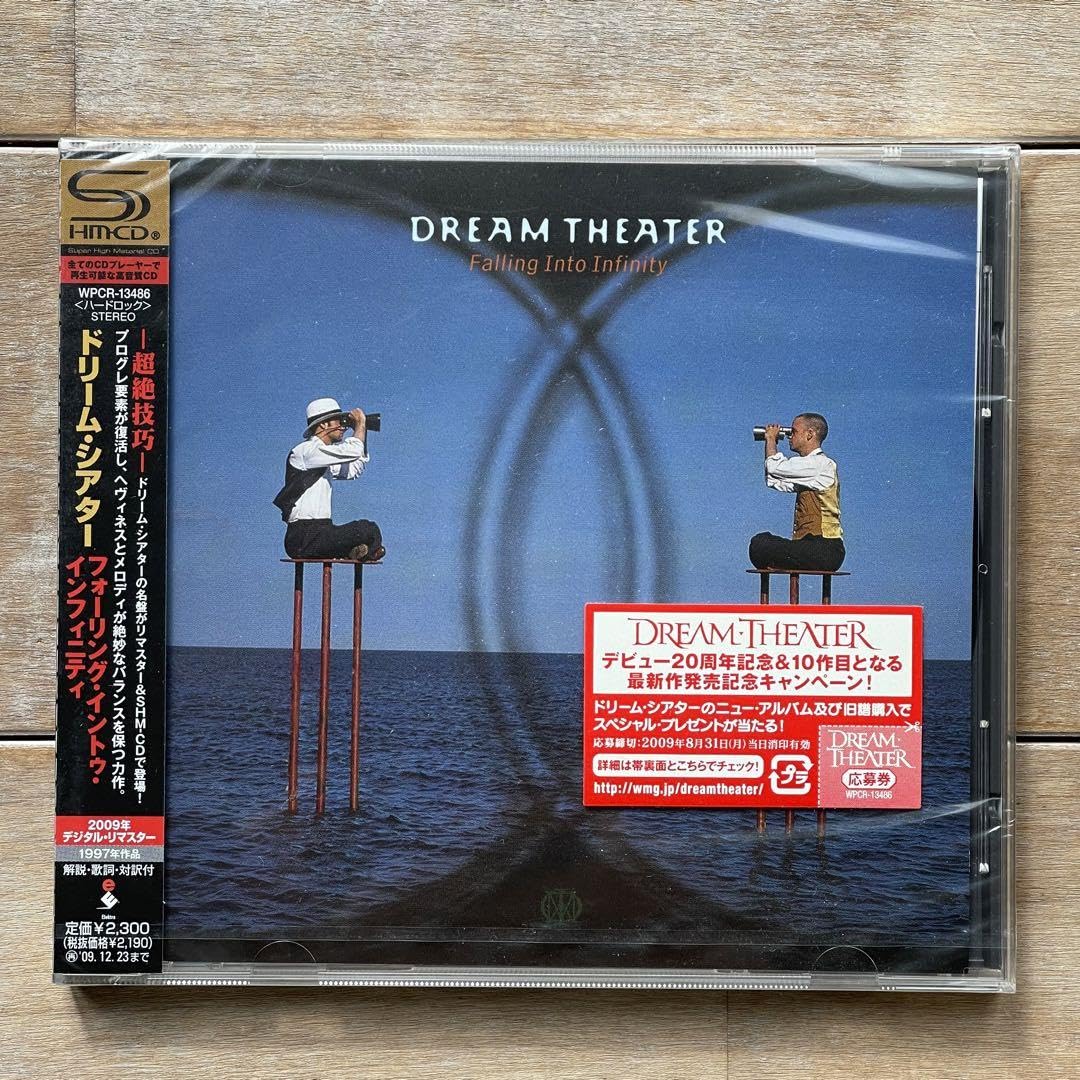 SHM-CD®
Super High Material CD
全てのCDプレーヤーで
再生可能な高音質CD
WPCR-13486
<ハードロック>
STEREO
—超絶技巧—ドリーム・シアターの名盤がリマスター&SHM-CDで登場!
プログレ要素が復活し、ヘヴィネスとメロディが絶妙なバランスを保つ力作。
ドリーム・シアター
フォーリング・イントゥ・
インフィニティ
2009年
デジタル・リマスター
1997年作品
解説・歌詞・対訳付
Elektra
定価¥2,300
(税抜価格¥2,190)
㊢'09.12.23まで
DREAM THEATER
Falling Into Infinity
DREAM·THEATER
デビュー20周年記念&10作目となる
最新作発売記念キャンペーン!
ドリーム・シアターのニュー・アルバム及び旧譜購入で
スペシャル・プレゼントが当たる!
応募締切:2009年8月31日(月)当日消印有効
詳細は帯裏面とこちらでチェック!
http://wmg.jp/dreamtheater/
プラ
DREAM·
THEATER
応募券
WPCR-13486